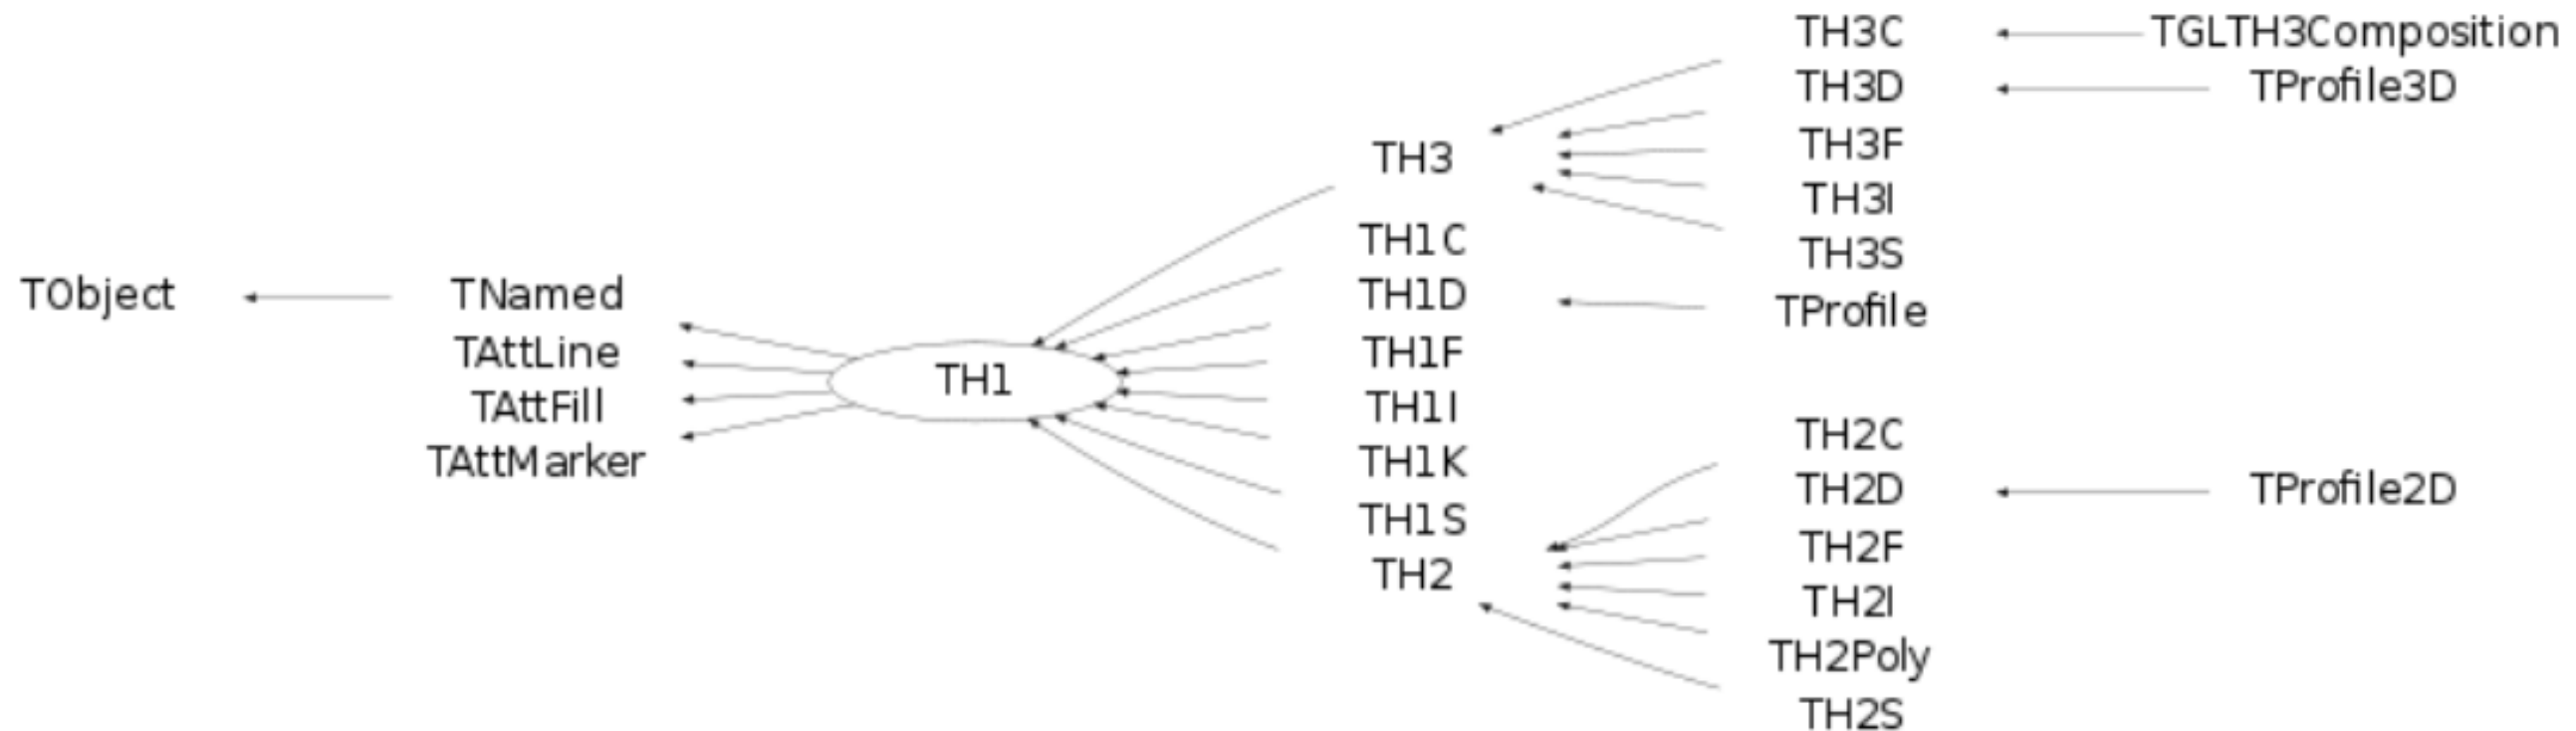 TObject
TNamed
TAttLine
TAttFill
TAttMarker
TH1
TH3
TH1C
TH1D
TH1F
TH1I
TH1K
TH1S
TH2
TH3C
TH3D
TH3F
TH3I
TH3S
TProfile
TH2C
TH2D
TH2F
TH2I
TH2Poly
TH2S
TGLTH3Composition
TProfile3D
TProfile2D